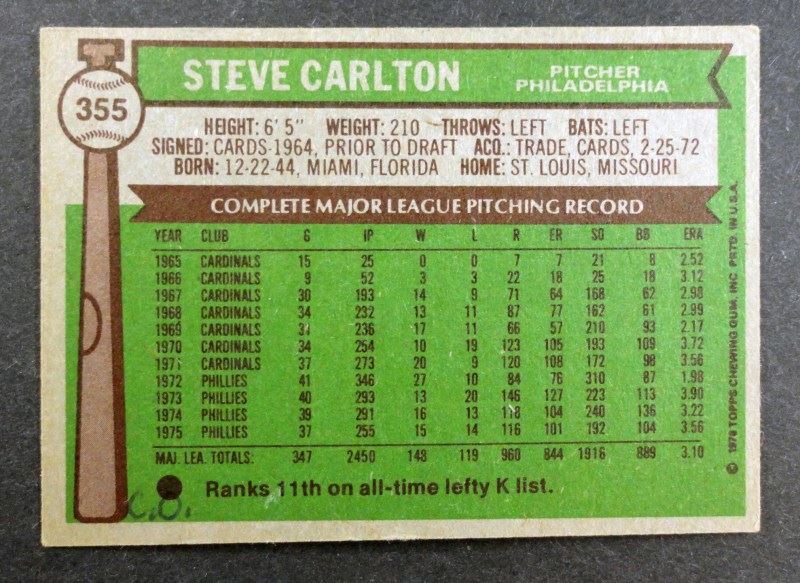 355
STEVE CARLTON
PITCHER
PHILADELPHIA
HEIGHT: 6' 5" WEIGHT: 210 THROWS: LEFT BATS: LEFT
SIGNED: CARDS-1964, PRIOR TO DRAFT ACQ.: TRADE, CARDS, 2-25-72
BORN: 12-22-44, MIAMI, FLORIDA HOME: ST. LOUIS, MISSOURI
COMPLETE MAJOR LEAGUE PITCHING RECORD
YEAR CLUB G IP W L R ER SO BB ERA
1965 CARDINALS 15 25 0 0 7 7 21 8 2.52
1966 CARDINALS 9 52 3 3 22 18 25 18 3.12
1967 CARDINALS 30 193 14 9 71 64 168 62 2.98
1968 CARDINALS 34 232 13 11 87 77 162 61 2.99
1969 CARDINALS 31 236 17 11 66 57 210 93 2.17
1970 CARDINALS 34 254 10 19 123 105 193 109 3.72
1971 CARDINALS 37 273 20 9 120 108 172 98 3.56
1972 PHILLIES 41 346 27 10 84 76 310 87 1.98
1973 PHILLIES 40 293 13 20 146 127 223 113 3.90
1974 PHILLIES 39 291 16 13 118 104 240 136 3.22
1975 PHILLIES 37 255 15 14 116 101 192 104 3.56
MAJ. LEA. TOTALS: 347 2450 148 119 960 844 1916 889 3.10
Ranks 11th on all-time lefty K list.
C.O.
© 1976 TOPPS CHEWING GUM, INC. PRTD. IN U.S.A.